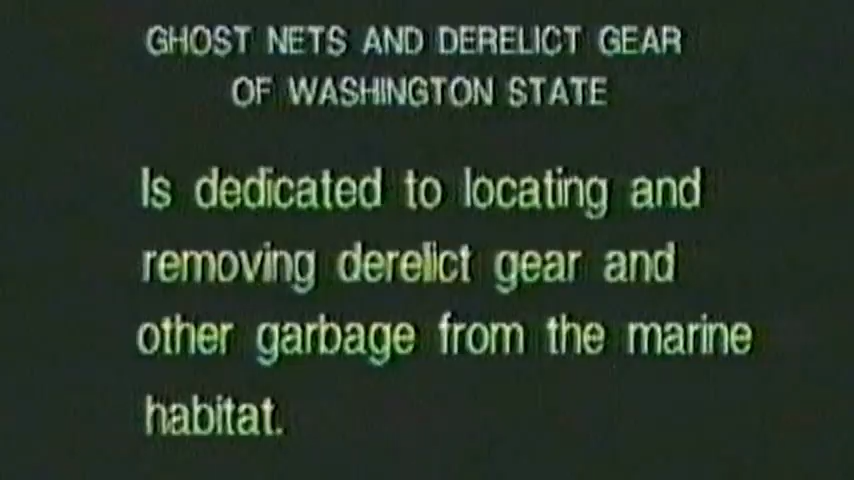 GHOST NETS AND DERELICT GEAR
OF WASHINGTON STATE
Is dedicated to locating and
removing derelict gear and
other garbage from the marine
habitat.